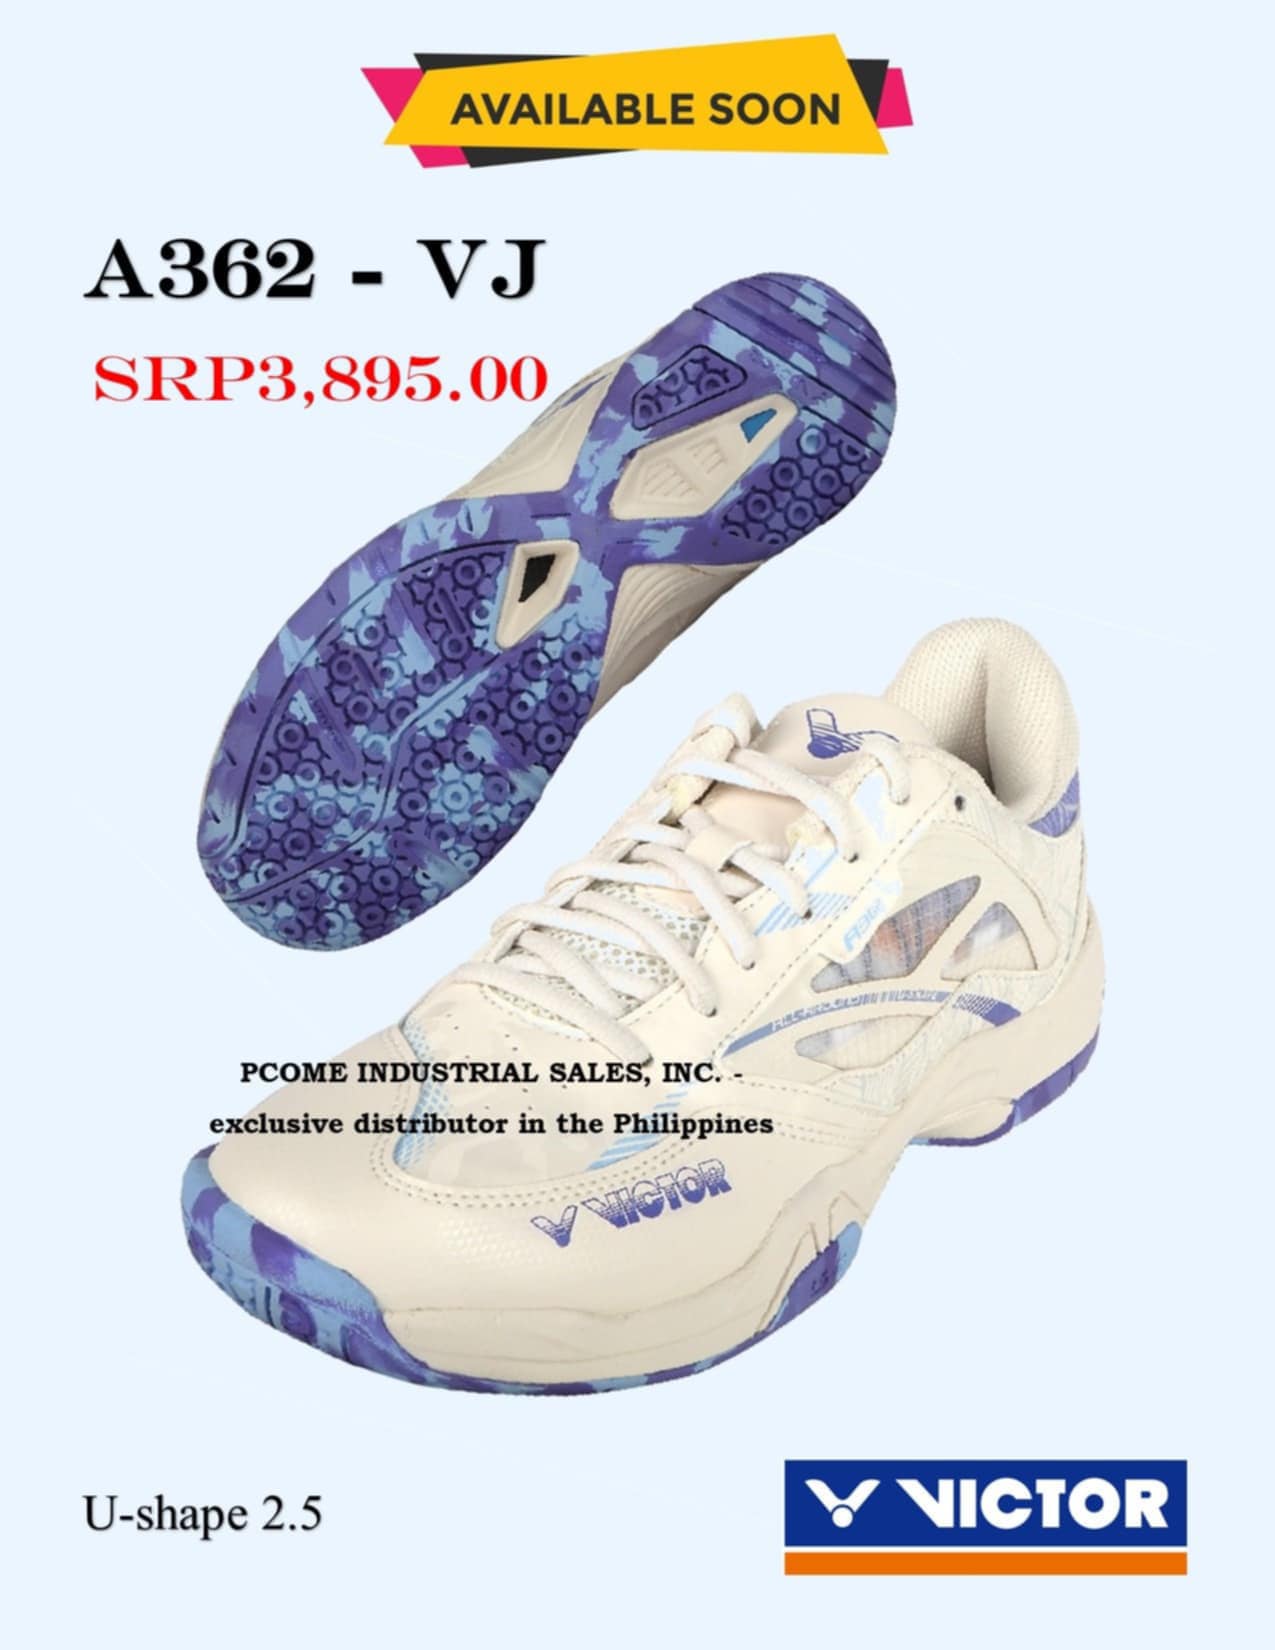 AVAILABLE SOON
A362 - VJ
SRP3,895.00
A362
PCOME INDUSTRIAL SALES, INC. -
exclusive distributor in the Philippines
VICTOR
U-shape 2.5
VICTOR